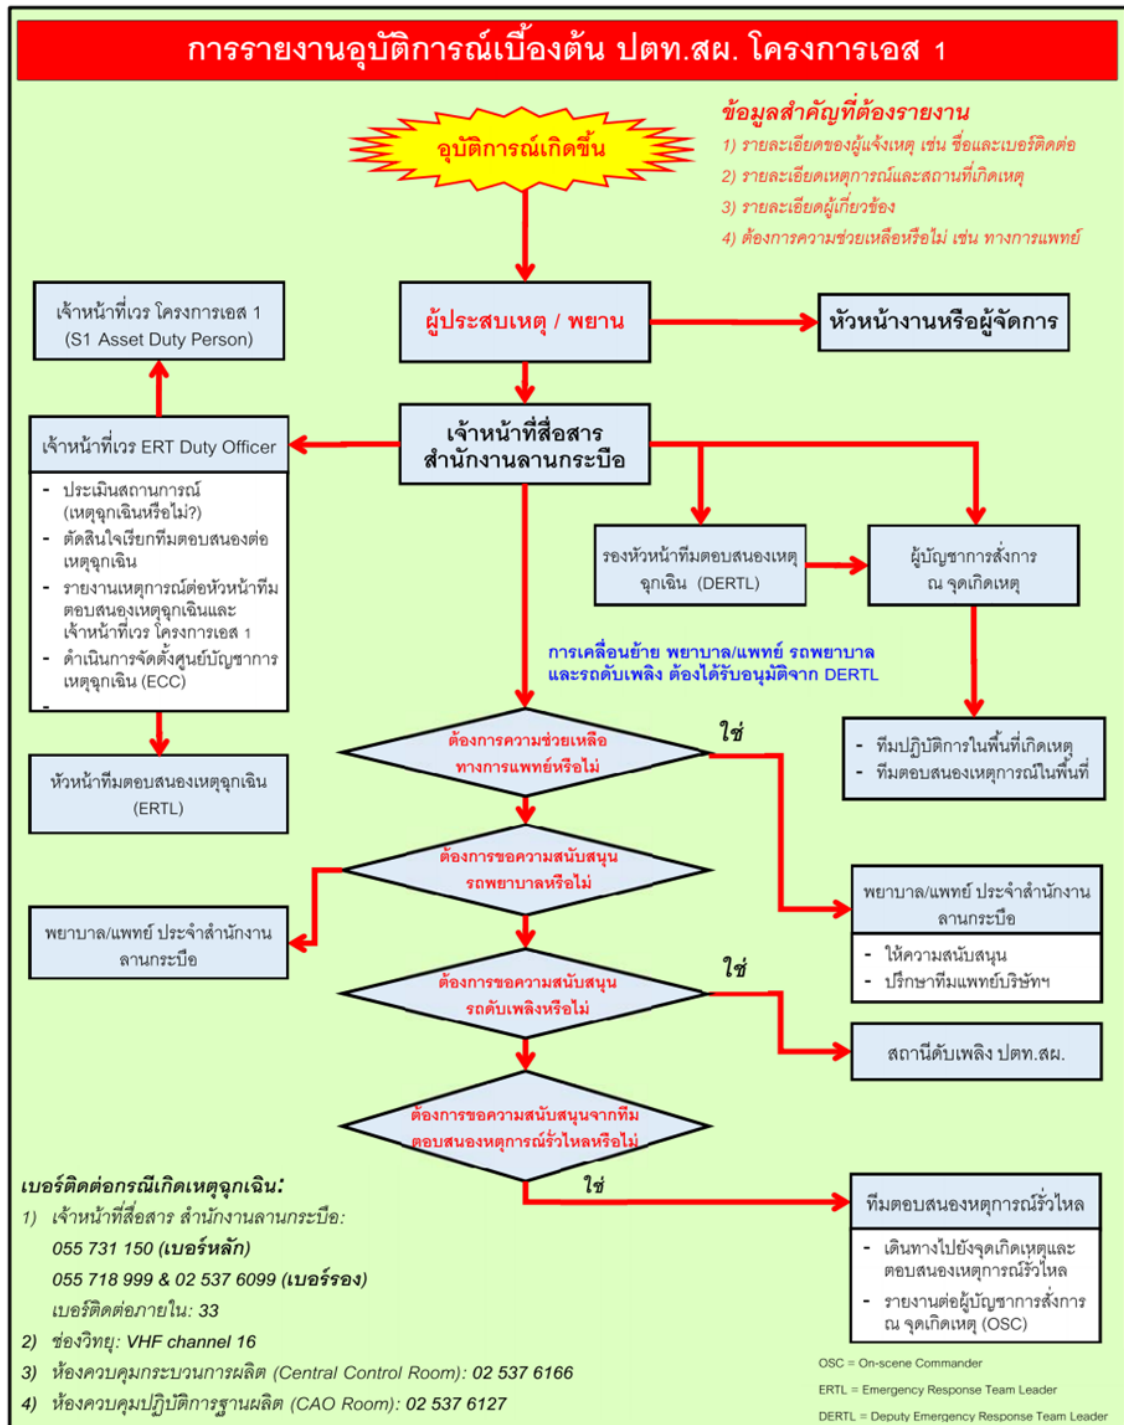 การรายงานอุบัติการณ์เบื้องต้น ปตท.สผ. โครงการเอส 1
อุบัติการณ์เกิดขึ้น
ข้อมูลสำคัญที่ต้องรายงาน
1) รายละเอียดของผู้แจ้งเหตุ เช่น ชื่อและเบอร์ติดต่อ
2) รายละเอียดเหตุการณ์และสถานที่เกิดเหตุ
3) รายละเอียดผู้เกี่ยวข้อง
4) ต้องการความช่วยเหลือหรือไม่ เช่น ทางการแพทย์
เจ้าหน้าที่เวร โครงการเอส 1
(S1 Asset Duty Person)
ผู้ประสบเหตุ / พยาน
หัวหน้างานหรือผู้จัดการ
เจ้าหน้าที่สื่อสาร
สำนักงานลานกระบือ
เจ้าหน้าที่เวร ERT Duty Officer
- ประเมินสถานการณ์
(เหตุฉุกเฉินหรือไม่?)
- ตัดสินใจเรียกทีมตอบสนองต่อ
เหตุฉุกเฉิน
- รายงานเหตุการณ์ต่อหัวหน้าทีม
ตอบสนองเหตุฉุกเฉินและ
เจ้าหน้าที่เวร โครงการเอส 1
- ดำเนินการจัดตั้งศูนย์บัญชาการ
เหตุฉุกเฉิน (ECC)
-
รองหัวหน้าทีมตอบสนองเหตุ
ฉุกเฉิน (DERTL)
ผู้บัญชาการสั่งการ
ณ จุดเกิดเหตุ
การเคลื่อนย้าย พยาบาล/แพทย์ รถพยาบาล
และรถดับเพลิง ต้องได้รับอนุมัติจาก DERTL
ต้องการความช่วยเหลือ
ทางการแพทย์หรือไม่
ใช่
- ทีมปฏิบัติการในพื้นที่เกิดเหตุ
- ทีมตอบสนองเหตุการณ์ในพื้นที่
หัวหน้าทีมตอบสนองเหตุฉุกเฉิน
(ERTL)
ต้องการขอความสนับสนุน
รถพยาบาลหรือไม่
พยาบาล/แพทย์ ประจำสำนักงาน
ลานกระบือ
- ให้ความสนับสนุน
- ปรึกษาทีมแพทย์บริษัทฯ
พยาบาล/แพทย์ ประจำสำนักงาน
ลานกระบือ
ต้องการขอความสนับสนุน
รถดับเพลิงหรือไม่
ใช่
สถานีดับเพลิง ปตท.สผ.
ต้องการขอความสนับสนุนจากทีม
ตอบสนองหตุการณ์รั่วไหลหรือไม่
ใช่
ทีมตอบสนองหตุการณ์รั่วไหล
- เดินทางไปยังจุดเกิดเหตุและ
ตอบสนองเหตุการณ์รั่วไหล
- รายงานต่อผู้บัญชาการสั่งการ
ณ จุดเกิดเหตุ (OSC)
เบอร์ติดต่อกรณีเกิดเหตุฉุกเฉิน:
1) เจ้าหน้าที่สื่อสาร สำนักงานลานกระบือ:
055 731 150 (เบอร์หลัก)
055 718 999 & 02 537 6099 (เบอร์รอง)
เบอร์ติดต่อภายใน: 33
2) ช่องวิทยุ: VHF channel 16
3) ห้องควบคุมกระบวนการผลิต (Central Control Room): 02 537 6166
4) ห้องควบคุมปฏิบัติการฐานผลิต (CAO Room): 02 537 6127
OSC = On-scene Commander
ERTL = Emergency Response Team Leader
DERTL = Deputy Emergency Response Team Leader